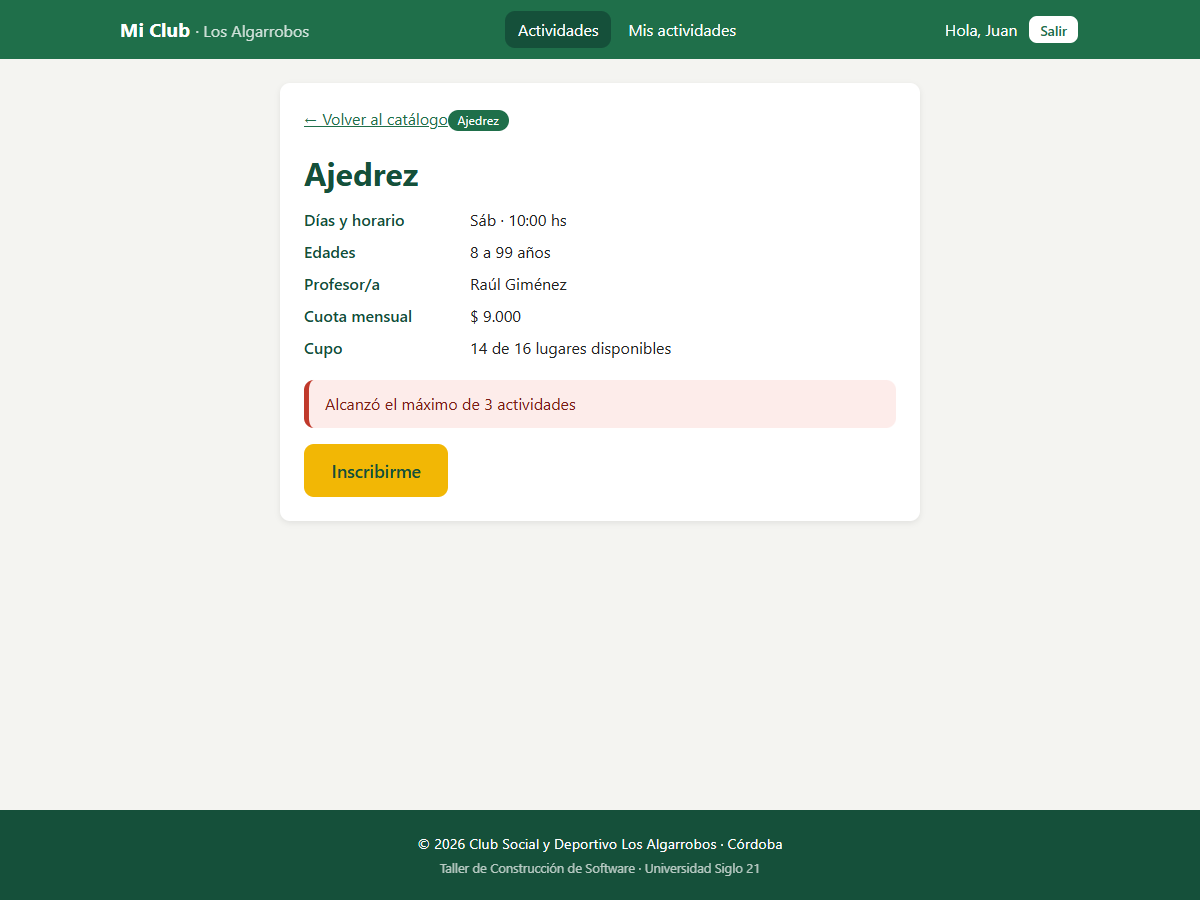 Mi Club · Los Algarrobos
Actividades
Mis actividades
Hola, Juan
Salir
← Volver al catálogo
Ajedrez
Ajedrez
Días y horario Sáb · 10:00 hs
Edades 8 a 99 años
Profesor/a Raúl Giménez
Cuota mensual $ 9.000
Cupo 14 de 16 lugares disponibles
Alcanzó el máximo de 3 actividades
Inscribirme
© 2026 Club Social y Deportivo Los Algarrobos · Córdoba
Taller de Construcción de Software · Universidad Siglo 21